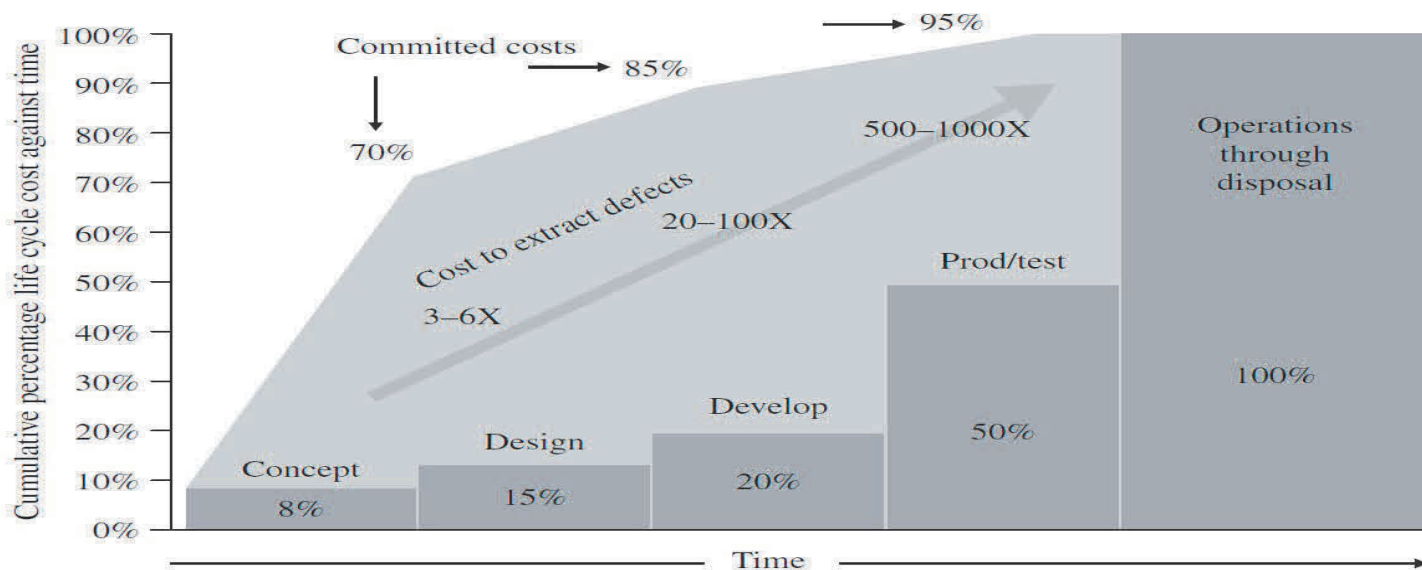 Cumulative percentage life cycle cost against time
100%
90%
80%
70%
60%
50%
40%
30%
20%
10%
0%
Committed costs
70%
85%
95%
Cost to extract defects
3–6X
20–100X
500–1000X
Concept
8%
Design
15%
Develop
20%
Prod/test
50%
Operations
through
disposal
100%
Time